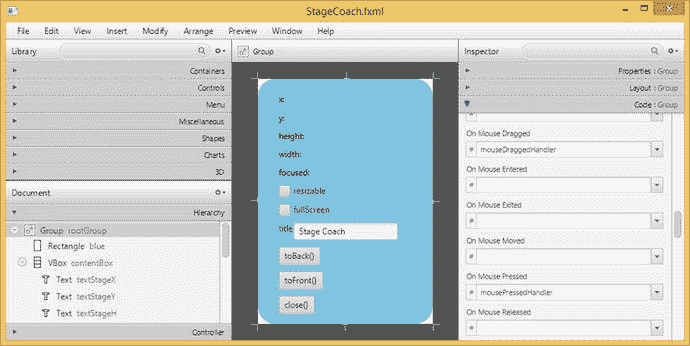 StageCoach.fxml
File Edit View Insert Modify Arrange Preview Window Help
Library
Containers
Controls
Menu
Miscellaneous
Shapes
Charts
3D
Document
Hierarchy
Group rootGroup
Rectangle blue
VBox contentBox
Text textStageX
Text textStageY
Text textStageH
Controller
Group
x:
y:
height:
width:
focused:
resizable
fullScreen
title Stage Coach
toBack()
toFront()
close()
Inspector
Properties : Group
Layout : Group
Code : Group
On Mouse Dragged
# mouseDraggedHandler
On Mouse Entered
#
On Mouse Exited
#
On Mouse Moved
#
On Mouse Pressed
# mousePressedHandler
On Mouse Released
#